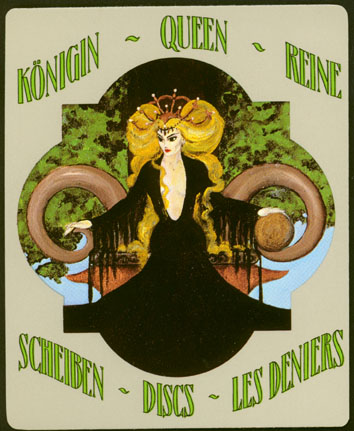 KÖNIGIN ~ QUEEN ~ REINE
SCHEIBEN ~ DISCS ~ LES DENIERS